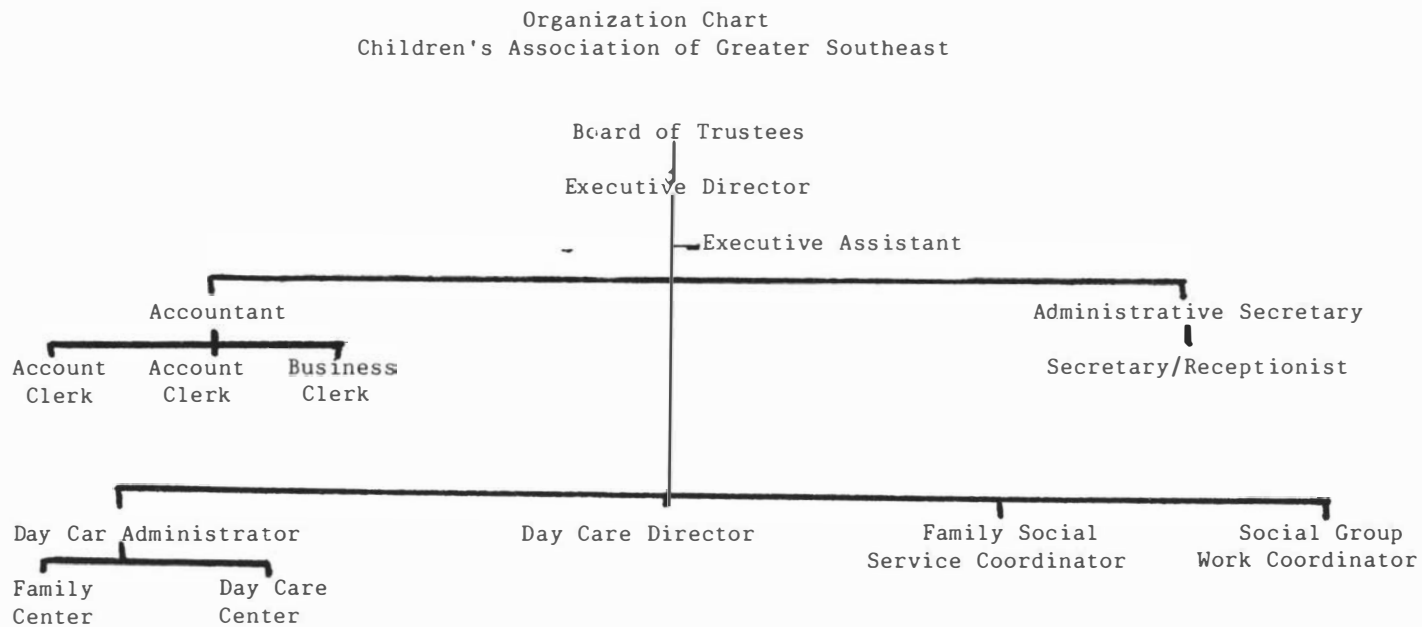 Organization Chart
Children's Association of Greater Southeast
Board of Trustees
Executive Director
Executive Assistant
Accountant
Administrative Secretary
Account
Clerk
Account
Clerk
Business
Clerk
Secretary/Receptionist
Day Car Administrator
Day Care Director
Family Social
Service Coordinator
Social Group
Work Coordinator
Family
Center
Day Care
Center